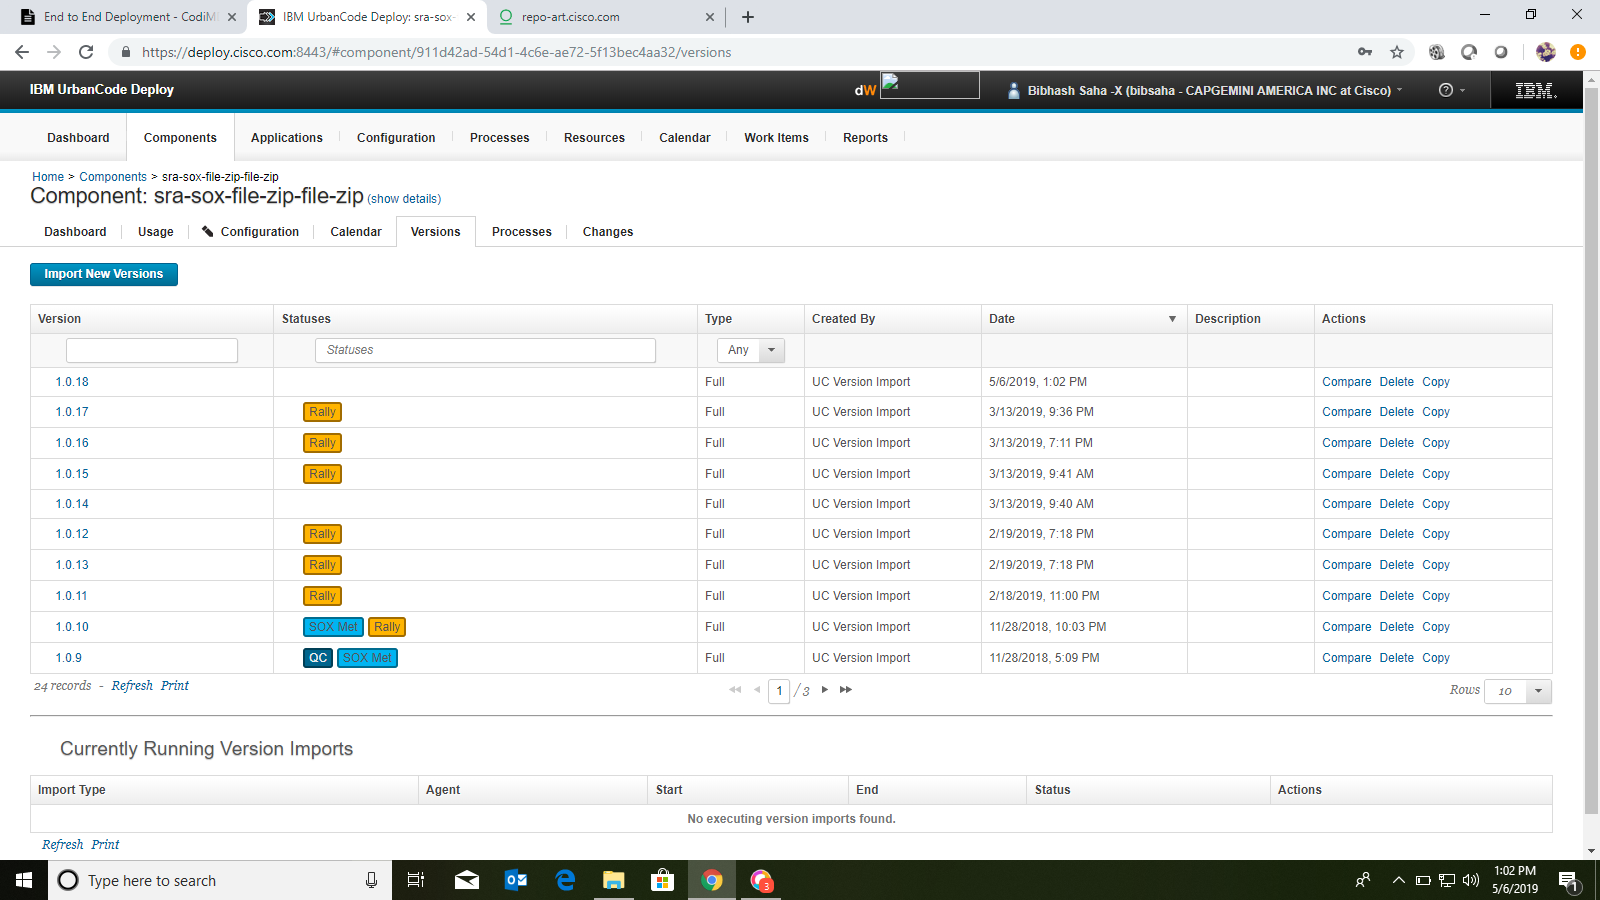 End to End Deployment - CodiM
IBM UrbanCode Deploy: sra-sox-
repo-art.cisco.com
https://deploy.cisco.com:8443/#component/911d42ad-54d1-4c6e-ae72-5f13bec4aa32/versions
IBM UrbanCode Deploy
dW
Bibhash Saha -X (bibsaha - CAPGEMINI AMERICA INC at Cisco)
IBM.
Dashboard Components Applications Configuration Processes Resources Calendar Work Items Reports
Home > Components > sra-sox-file-zip-file-zip
Component: sra-sox-file-zip-file-zip (show details)
Dashboard Usage Configuration Calendar Versions Processes Changes
Import New Versions
Version Statuses Type Created By Date Description Actions
Statuses Any
1.0.18 Full UC Version Import 5/6/2019, 1:02 PM Compare Delete Copy
1.0.17 Rally Full UC Version Import 3/13/2019, 9:36 PM Compare Delete Copy
1.0.16 Rally Full UC Version Import 3/13/2019, 7:11 PM Compare Delete Copy
1.0.15 Rally Full UC Version Import 3/13/2019, 9:41 AM Compare Delete Copy
1.0.14 Full UC Version Import 3/13/2019, 9:40 AM Compare Delete Copy
1.0.12 Rally Full UC Version Import 2/19/2019, 7:18 PM Compare Delete Copy
1.0.13 Rally Full UC Version Import 2/19/2019, 7:18 PM Compare Delete Copy
1.0.11 Rally Full UC Version Import 2/18/2019, 11:00 PM Compare Delete Copy
1.0.10 SOX Met Rally Full UC Version Import 11/28/2018, 10:03 PM Compare Delete Copy
1.0.9 QC SOX Met Full UC Version Import 11/28/2018, 5:09 PM Compare Delete Copy
24 records - Refresh Print 1 / 3 Rows 10
Currently Running Version Imports
Import Type Agent Start End Status Actions
No executing version imports found.
Refresh Print
Type here to search
3
1:02 PM
5/6/2019
1